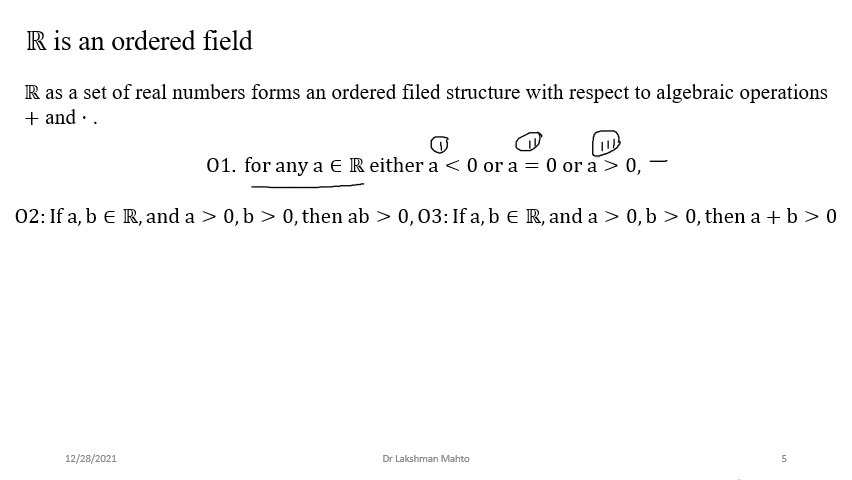 ℝ is an ordered field
ℝ as a set of real numbers forms an ordered filed structure with respect to algebraic operations
+ and · .
I II III
O1. for any a ∈ ℝ either a < 0 or a = 0 or a > 0,
O2: If a, b ∈ ℝ, and a > 0, b > 0, then ab > 0, O3: If a, b ∈ ℝ, and a > 0, b > 0, then a + b > 0
12/28/2021 Dr Lakshman Mahto 5